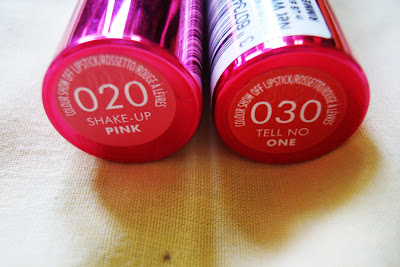 COLOUR SHOW OFF LIPSTICK/ROSSETTO/ROUGE À LÈVRES
020
SHAKE-UP
PINK
COLOUR SHOW OFF LIPSTICK/ROSSETTO/ROUGE À LÈVRES
030
TELL NO
ONE
NET W